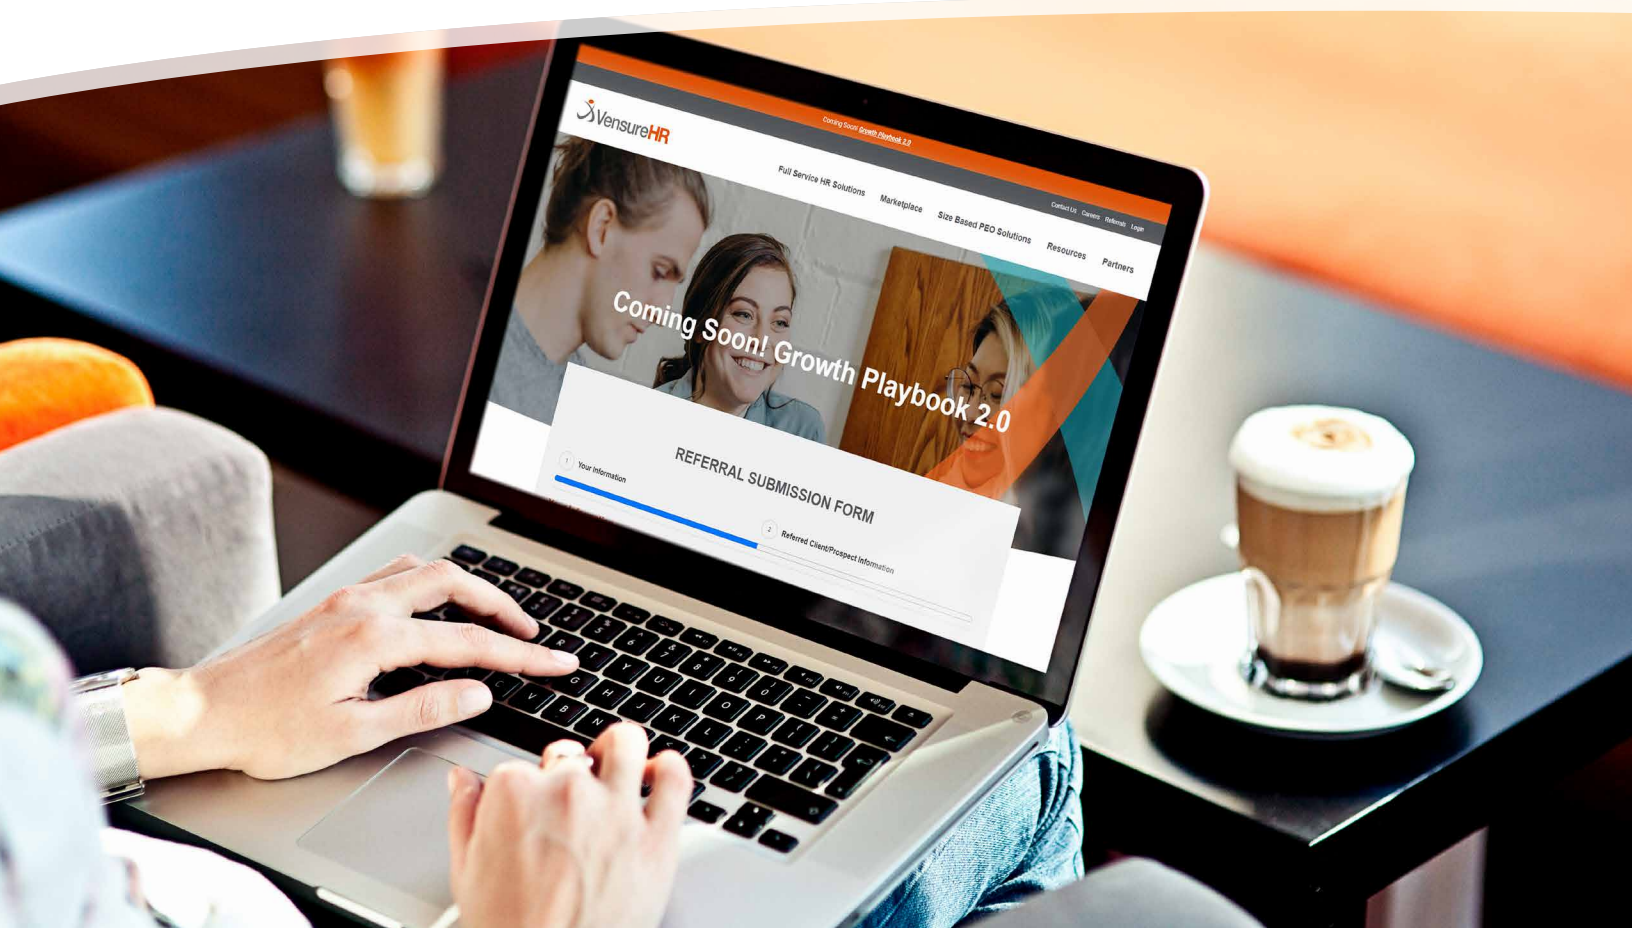 Coming Soon! Growth Playbook 2.0
Contact Us Careers Referrals Login
VensureHR
Full Service HR Solutions Marketplace Size Based PEO Solutions Resources Partners
Coming Soon! Growth Playbook 2.0
REFERRAL SUBMISSION FORM
1 Your Information
2 Referred Client/Prospect Information